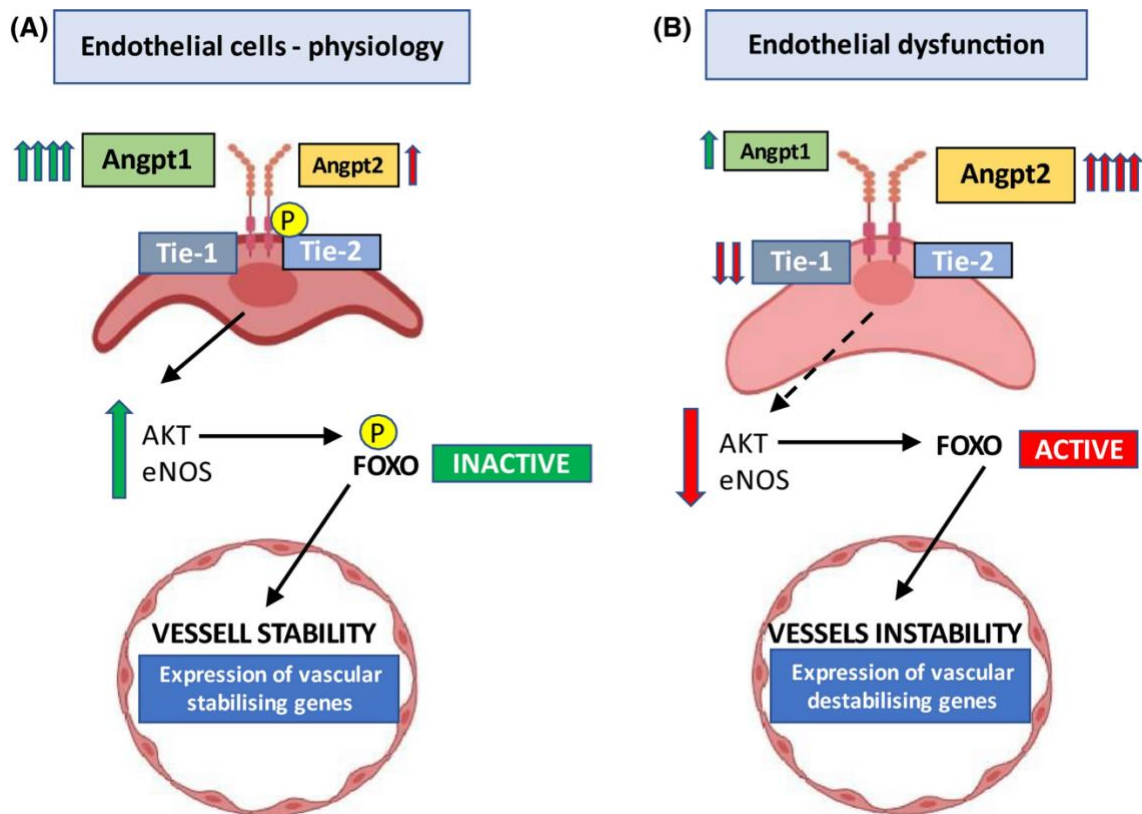 (A)
Endothelial cells - physiology
Angpt1
Angpt2
P
Tie-1
Tie-2
AKT
eNOS
P
FOXO
INACTIVE
VESSELL STABILITY
Expression of vascular
stabilising genes
(B)
Endothelial dysfunction
Angpt1
Angpt2
Tie-1
Tie-2
AKT
eNOS
FOXO
ACTIVE
VESSELS INSTABILITY
Expression of vascular
destabilising genes